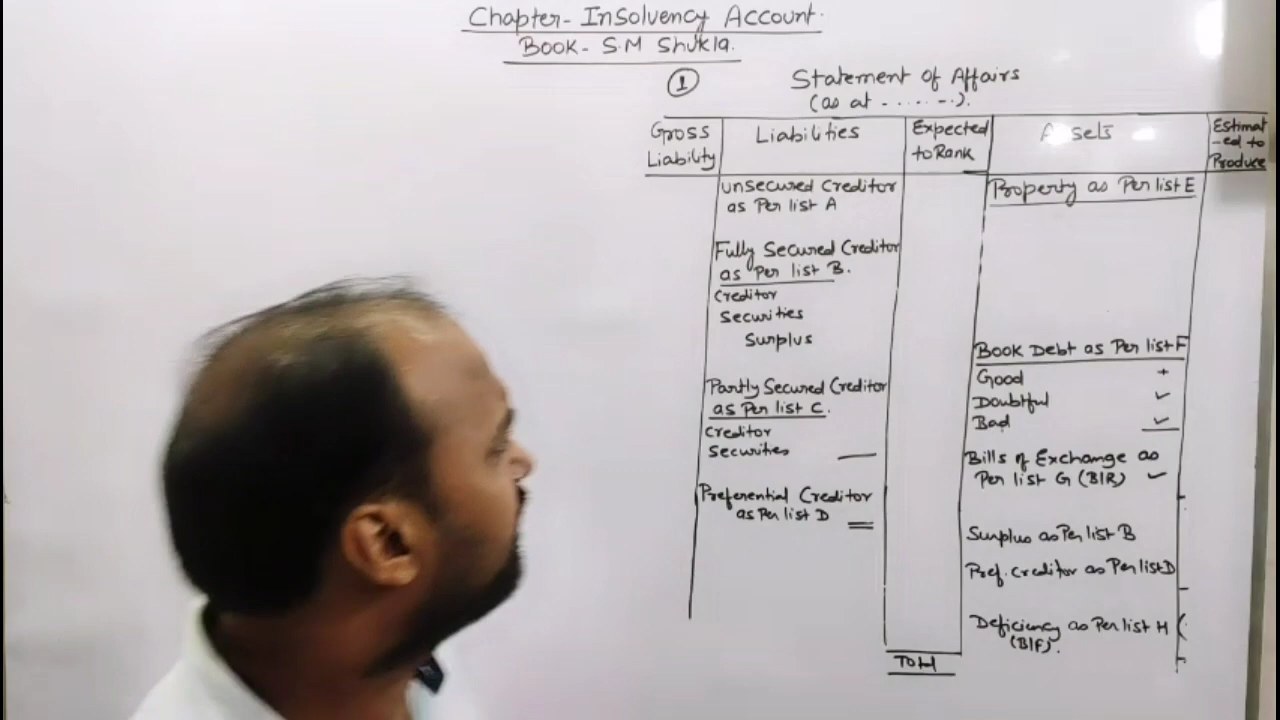 Chapter- Insolvency Account.
Book- S.M Shukla.
1
Statement of Affairs
(as at .......).
Gross
Liability
Liabilities
Expected
to Rank
Assets
Estimat
-ed to
Produce
unsecured Creditor
as Per list A
Fully Secured Creditor
as Per list B.
Creditor
Securities
Surplus
Partly Secured Creditor
as Per list C.
Creditor
Securities
Preferential Creditor
as Per list D
Total
Property as Per list E
Book Debt as Per list F
Good +
Doubtful ✓
Bad ✓
Bills of Exchange as
Per list G (B/R) ✓
Surplus as Per list B
Pref. Creditor as Per list D
Deficiency as Per list H
(B/F).